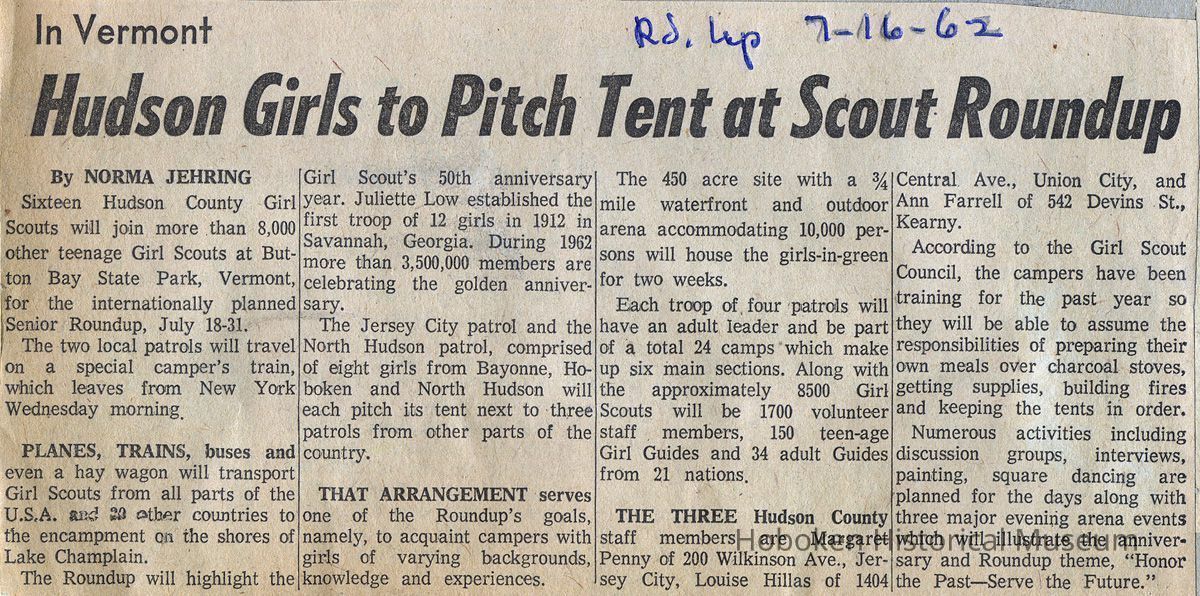 In Vermont
Rd. Up 7-16-62
Hudson Girls to Pitch Tent at Scout Roundup
By NORMA JEHRING
Sixteen Hudson County Girl
Scouts will join more than 8,000
other teenage Girl Scouts at But-
ton Bay State Park, Vermont,
for the internationally planned
Senior Roundup, July 18-31.
The two local patrols will travel
on a special camper's train,
which leaves from New York
Wednesday morning.
PLANES, TRAINS, buses and
even a hay wagon will transport
Girl Scouts from all parts of the
U.S.A. and 20 other countries to
the encampment on the shores of
Lake Champlain.
The Roundup will highlight the
Girl Scout's 50th anniversary
year. Juliette Low established the
first troop of 12 girls in 1912 in
Savannah, Georgia. During 1962
more than 3,500,000 members are
celebrating the golden anniver-
sary.
The Jersey City patrol and the
North Hudson patrol, comprised
of eight girls from Bayonne, Ho-
boken and North Hudson will
each pitch its tent next to three
patrols from other parts of the
country.
THAT ARRANGEMENT serves
one of the Roundup's goals,
namely, to acquaint campers with
girls of varying backgrounds,
knowledge and experiences.
The 450 acre site with a ¾
mile waterfront and outdoor
arena accommodating 10,000 per-
sons will house the girls-in-green
for two weeks.
Each troop of four patrols will
have an adult leader and be part
of a total 24 camps which make
up six main sections. Along with
the approximately 8500 Girl
Scouts will be 1700 volunteer
staff members, 150 teen-age
Girl Guides and 34 adult Guides
from 21 nations.
THE THREE Hudson County
staff members are Margaret
Penny of 200 Wilkinson Ave., Jer-
sey City, Louise Hillas of 1404
Central Ave., Union City, and
Ann Farrell of 542 Devins St.,
Kearny.
According to the Girl Scout
Council, the campers have been
training for the past year so
they will be able to assume the
responsibilities of preparing their
own meals over charcoal stoves,
getting supplies, building fires
and keeping the tents in order.
Numerous activities including
discussion groups, interviews,
painting, square dancing are
planned for the days along with
three major evening arena events
which will illustrate the anniver-
sary and Roundup theme, "Honor
the Past—Serve the Future."
Hoboken Historical Museum